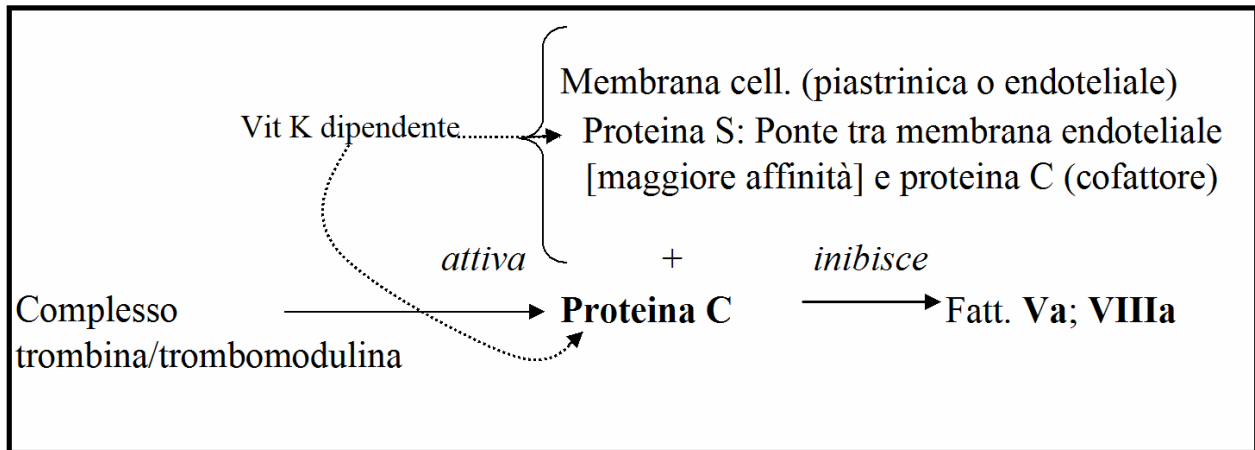 Membrana cell. (piastrinica o endoteliale)
Vit K dipendente
Proteina S: Ponte tra membrana endoteliale
[maggiore affinità] e proteina C (cofattore)
attiva + inibisce
Complesso Proteina C Fatt. Va; VIIIa
trombina/trombomodulina